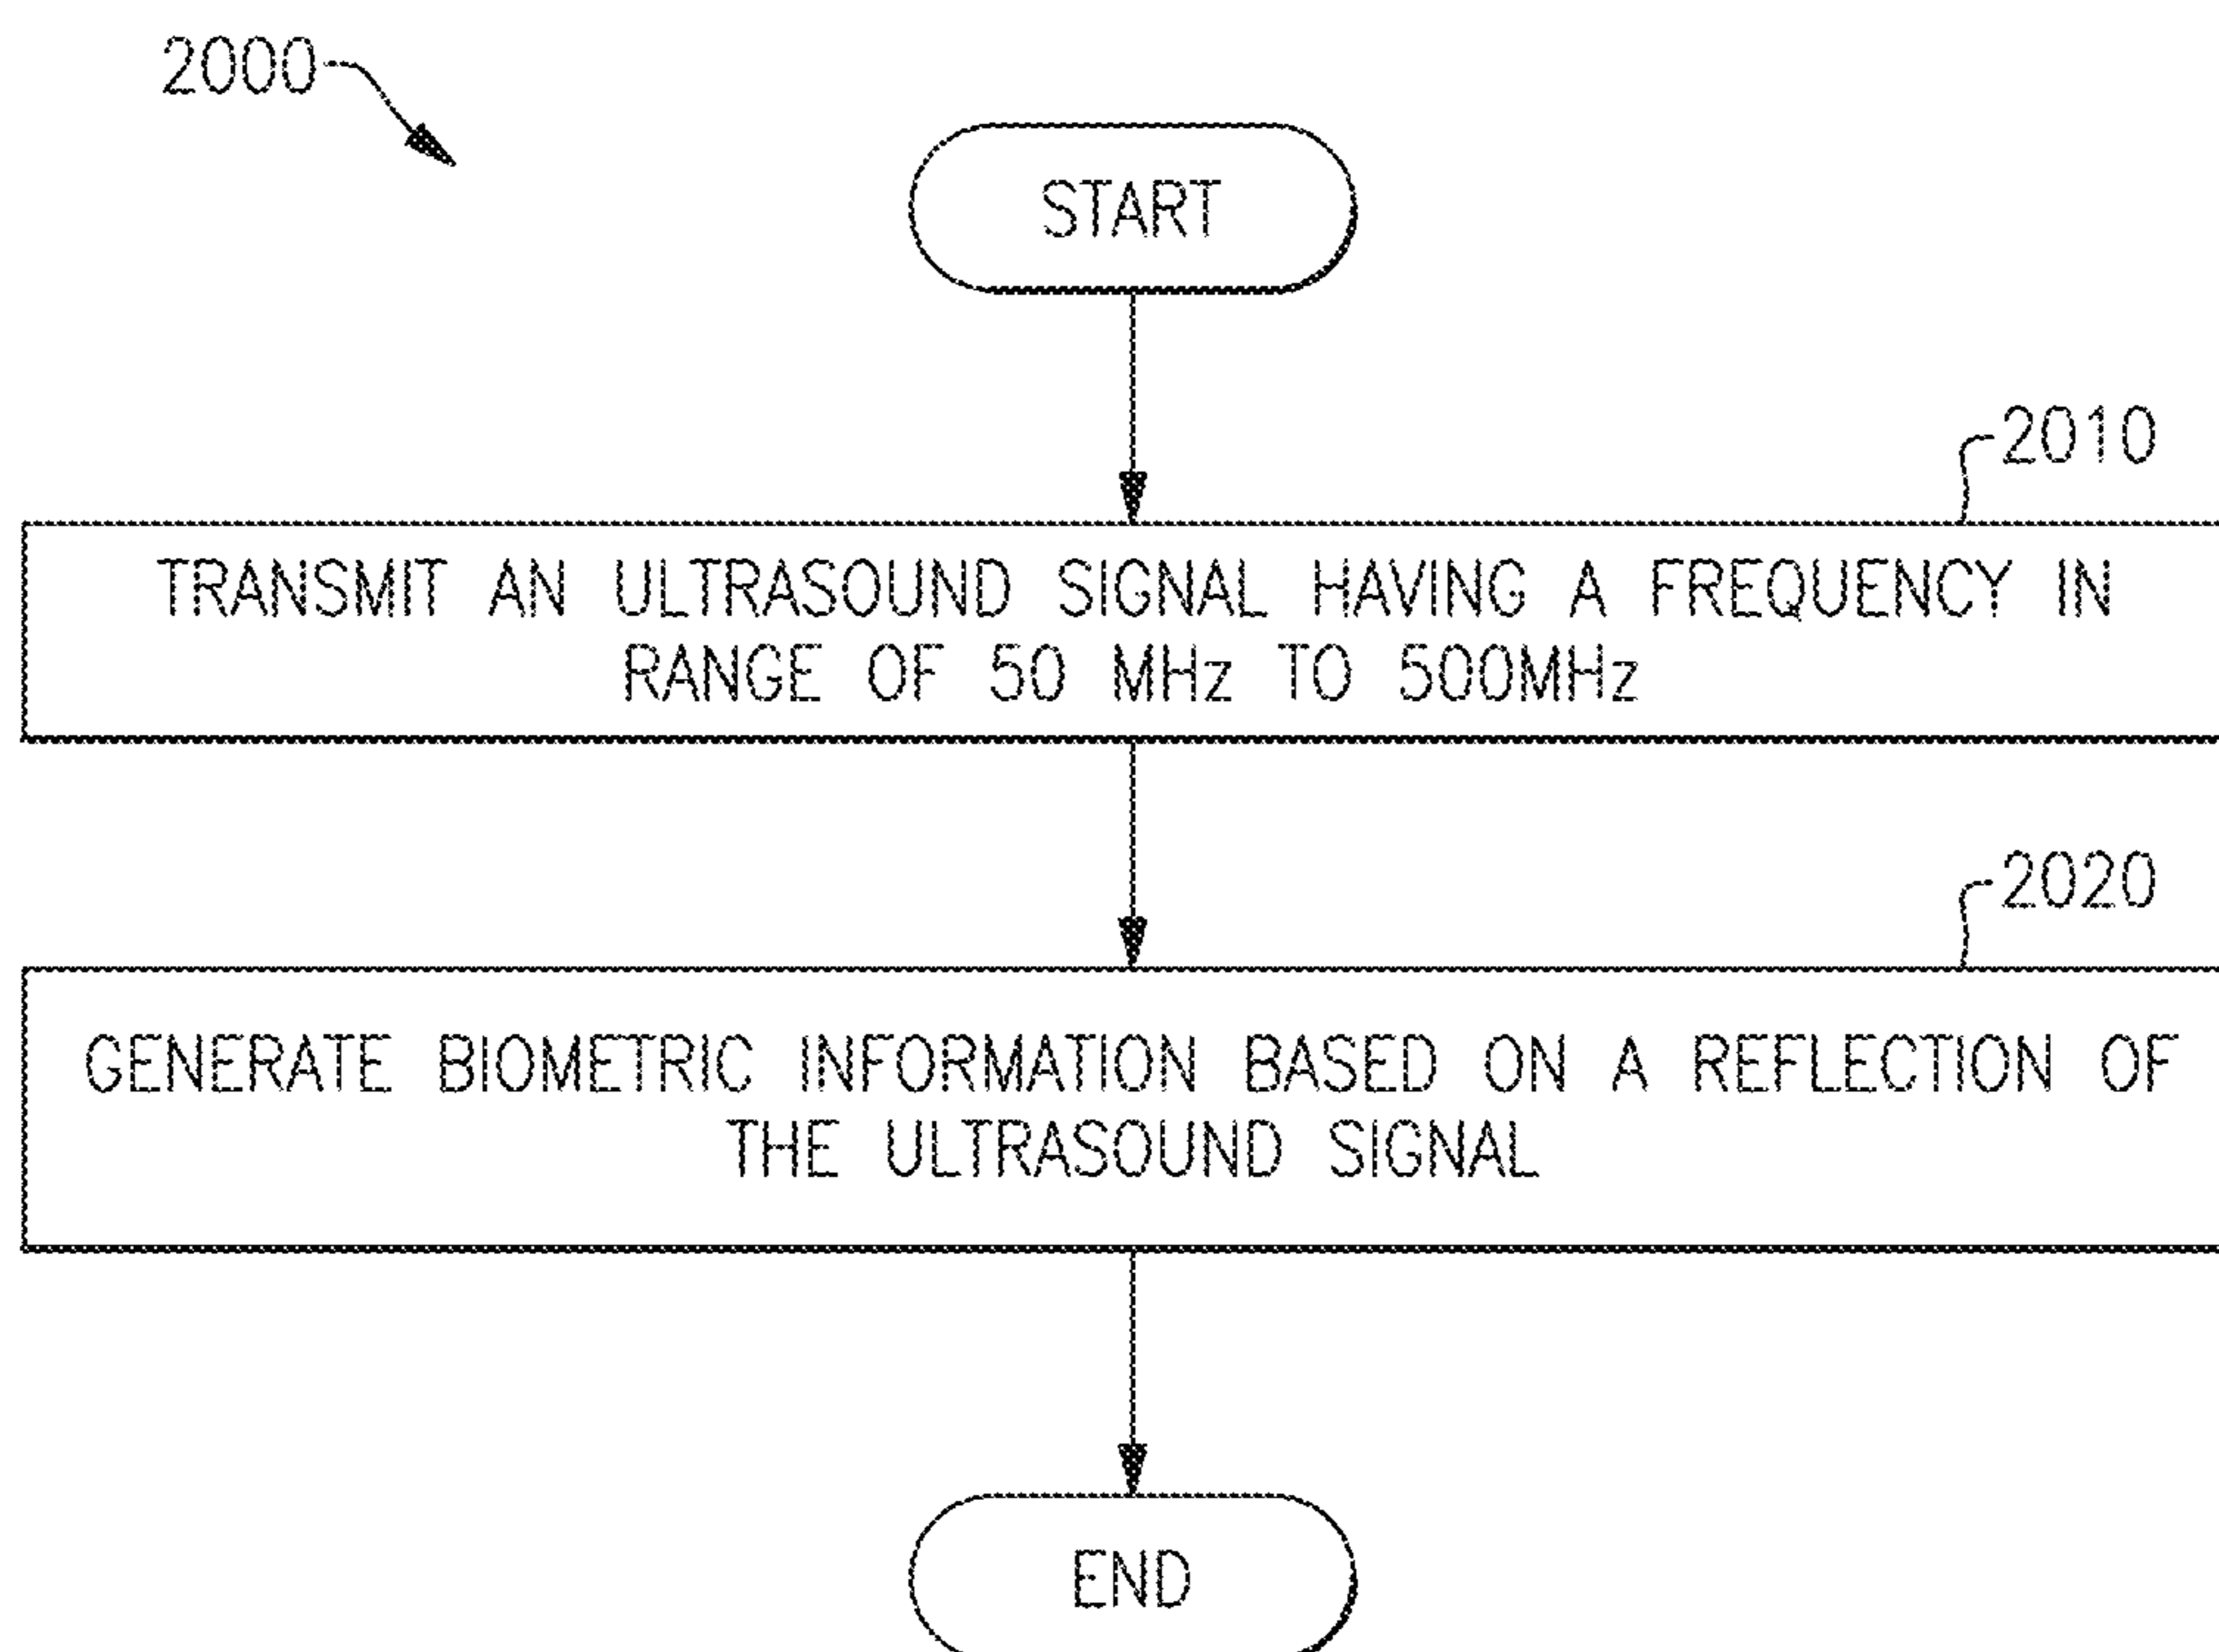 2000
START
2010
TRANSMIT AN ULTRASOUND SIGNAL HAVING A FREQUENCY IN
RANGE OF 50 MHz TO 500MHz
2020
GENERATE BIOMETRIC INFORMATION BASED ON A REFLECTION OF
THE ULTRASOUND SIGNAL
END